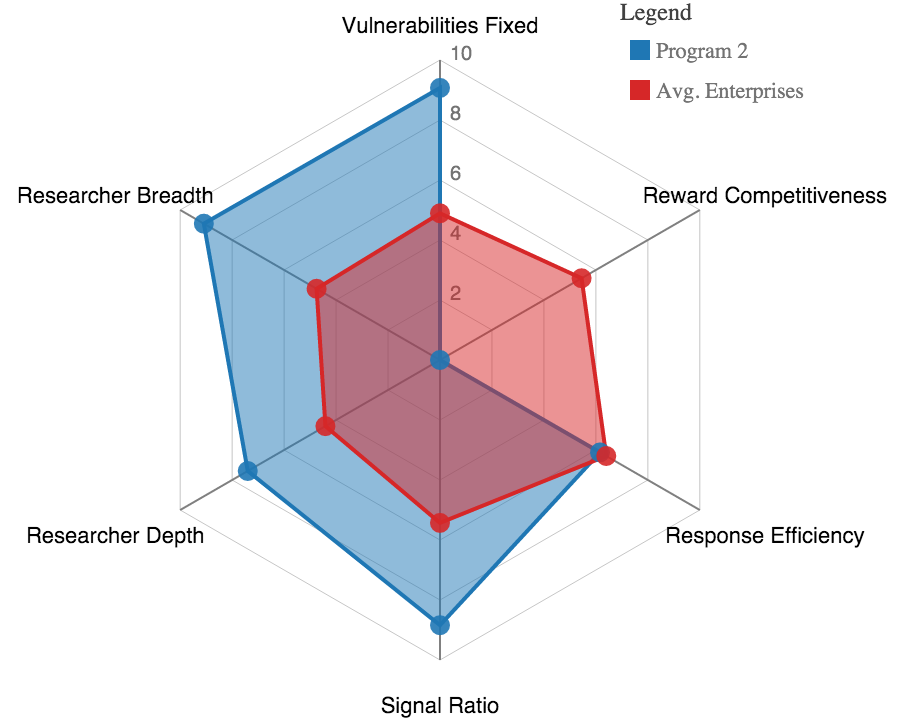 Legend
Vulnerabilities Fixed
Program 2
Avg. Enterprises
10
8
6
4
2
Researcher Breadth
Reward Competitiveness
Researcher Depth
Response Efficiency
Signal Ratio